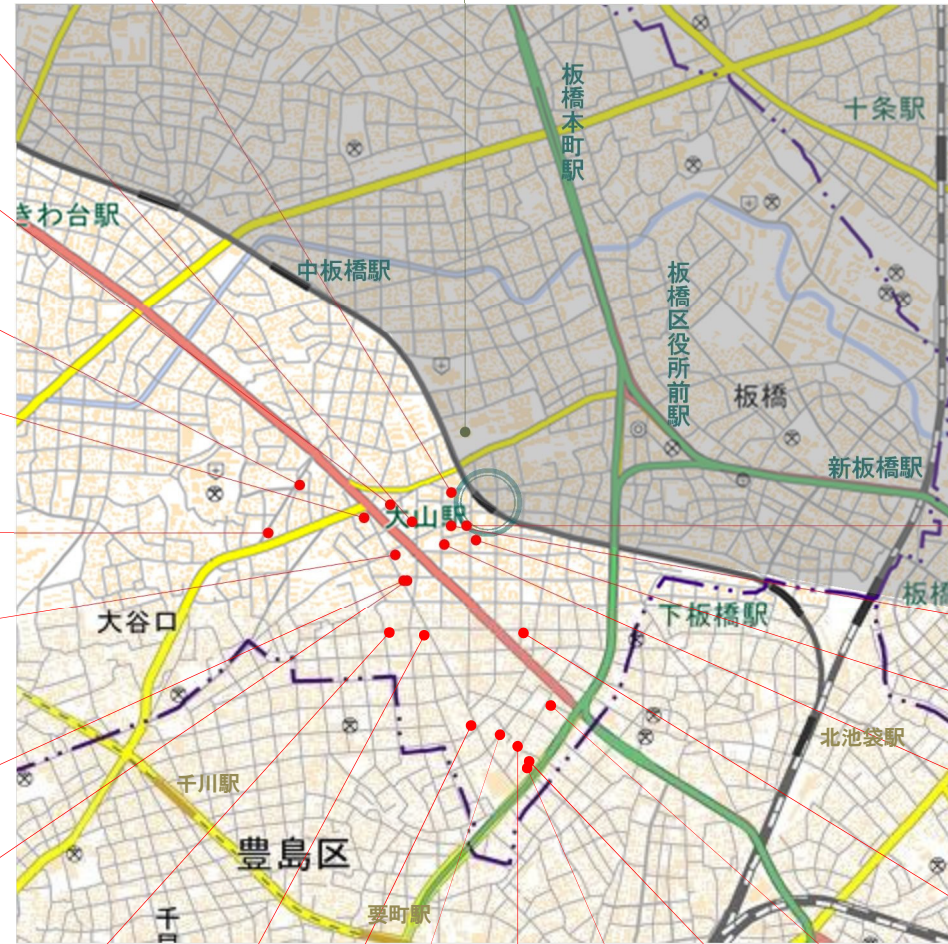 板橋本町駅
十条駅
きわ台駅
中板橋駅
板橋区役所前駅
板橋
新板橋駅
大山駅
大谷口
下板橋駅
板橋
北池袋駅
千川駅
豊島区
要町駅
千